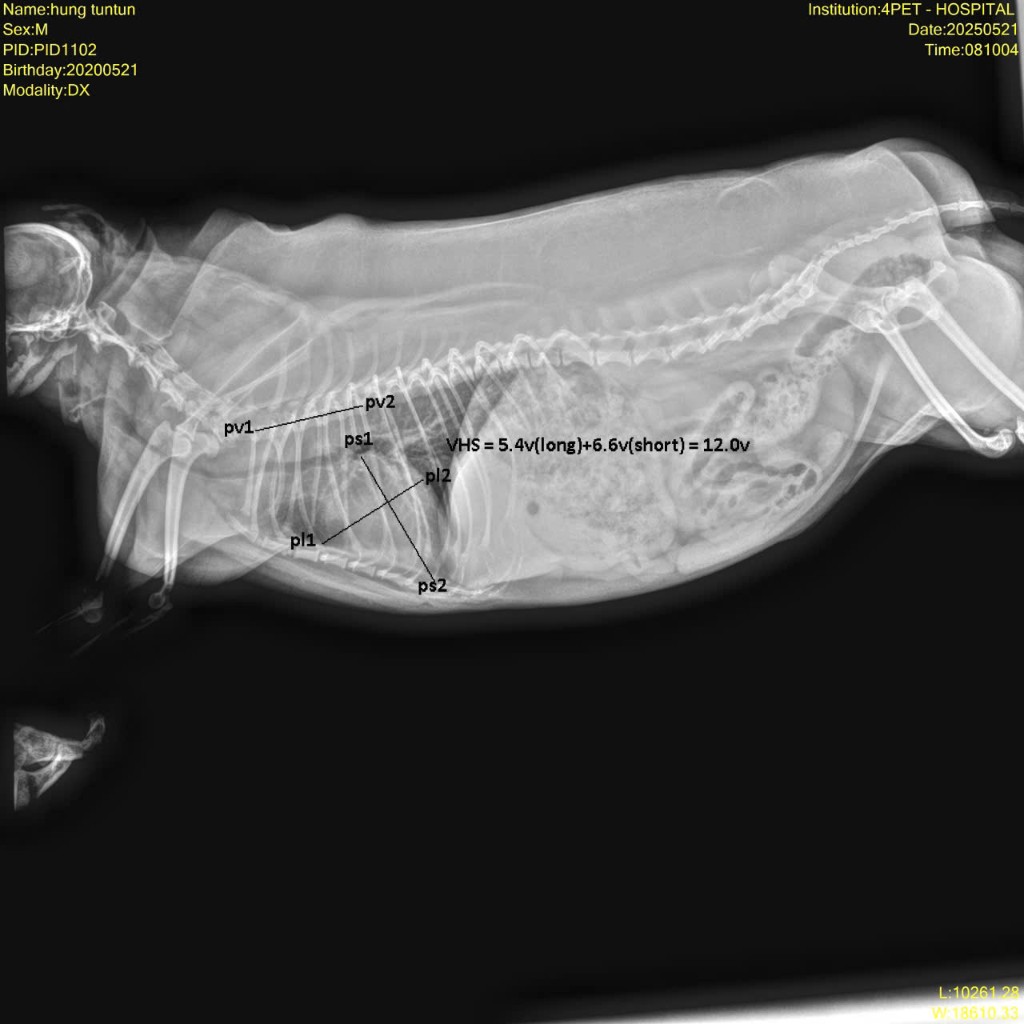 Name:hung tuntun
Sex:M
PID:PID1102
Birthday:20200521
Modality:DX
Institution:4PET - HOSPITAL
Date:20250521
Time:081004
pv1
pv2
ps1
VHS = 5.4v(long)+6.6v(short) = 12.0v
pl2
pl1
ps2
L:10261.28
W:18610.33